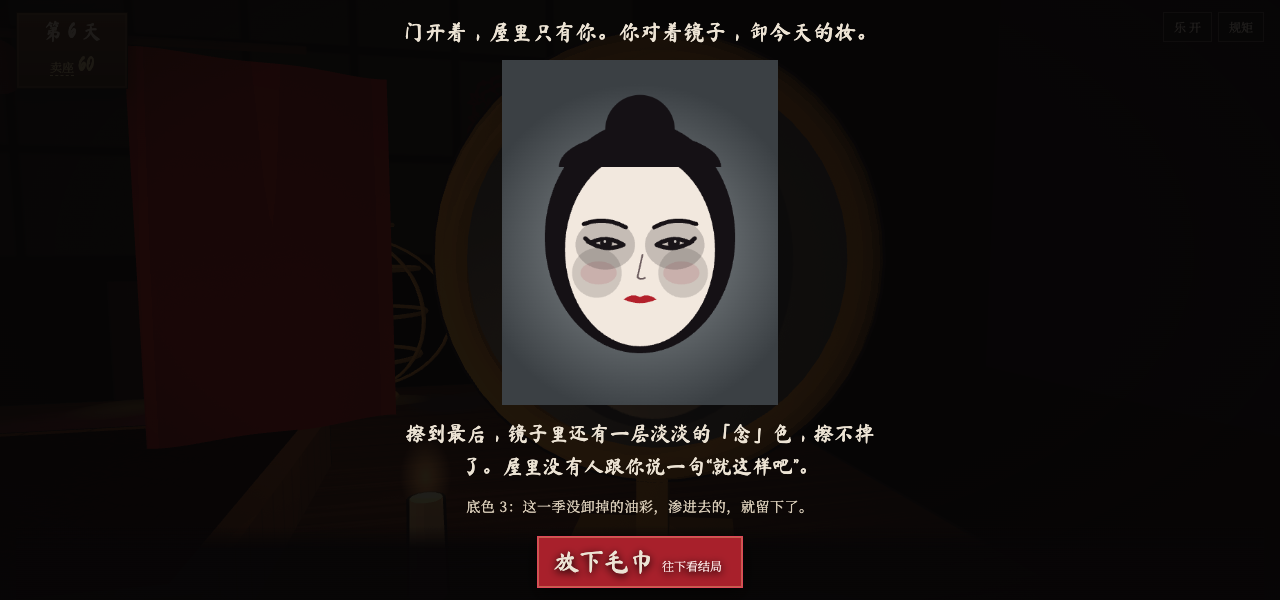 第6天
卖座 60
乐 开
规矩
门开着，屋里只有你。你对着镜子，卸今天的妆。
擦到最后，镜子里还有一层淡淡的「念」色，擦不掉
了。屋里没有人跟你说一句“就这样吧”。
底色 3：这一季没卸掉的油彩，渗进去的，就留下了。
放下毛巾 往下看结局